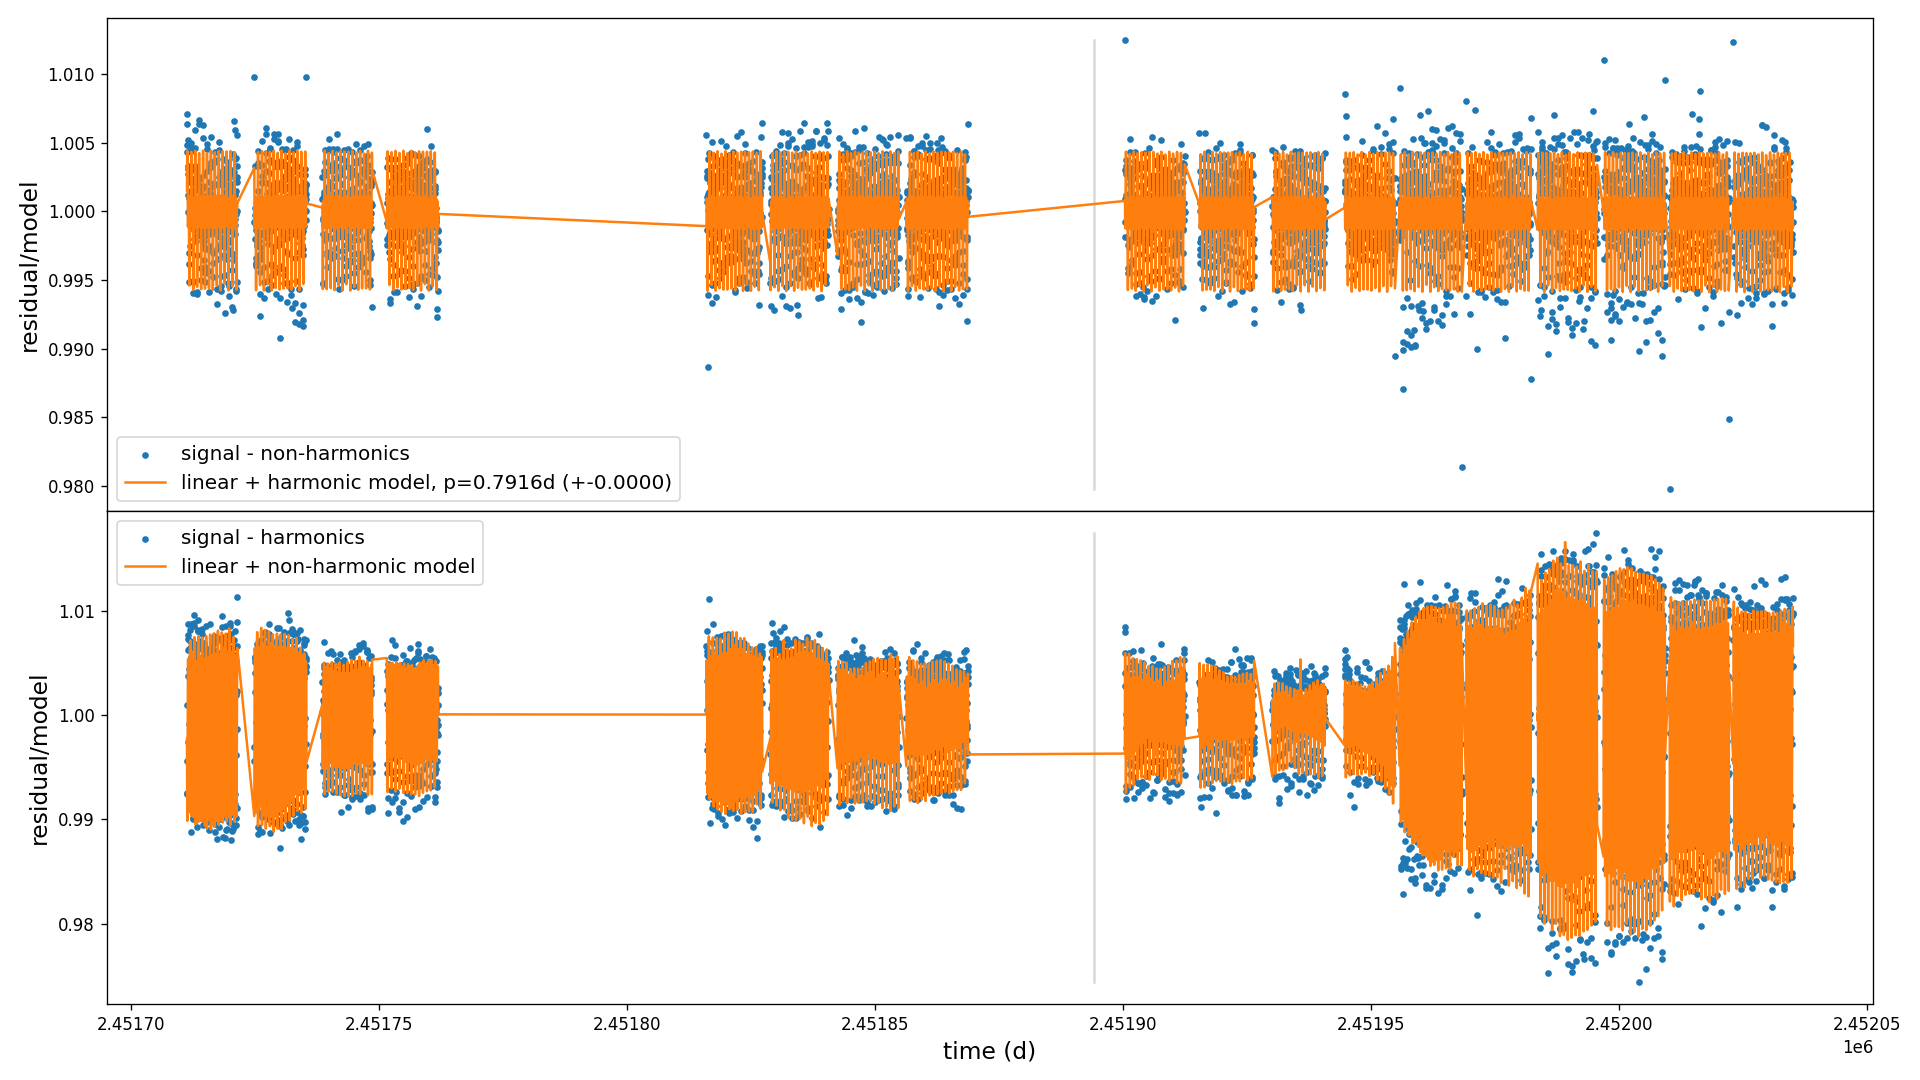 1.010
1.005
1.000
0.995
0.990
0.985
0.980
residual/model
signal - non-harmonics
linear + harmonic model, p=0.7916d (+-0.0000)
signal - harmonics
linear + non-harmonic model
1.01
1.00
0.99
0.98
residual/model
2.45170 2.45175 2.45180 2.45185 2.45190 2.45195 2.45200 2.45205
time (d)
1e6